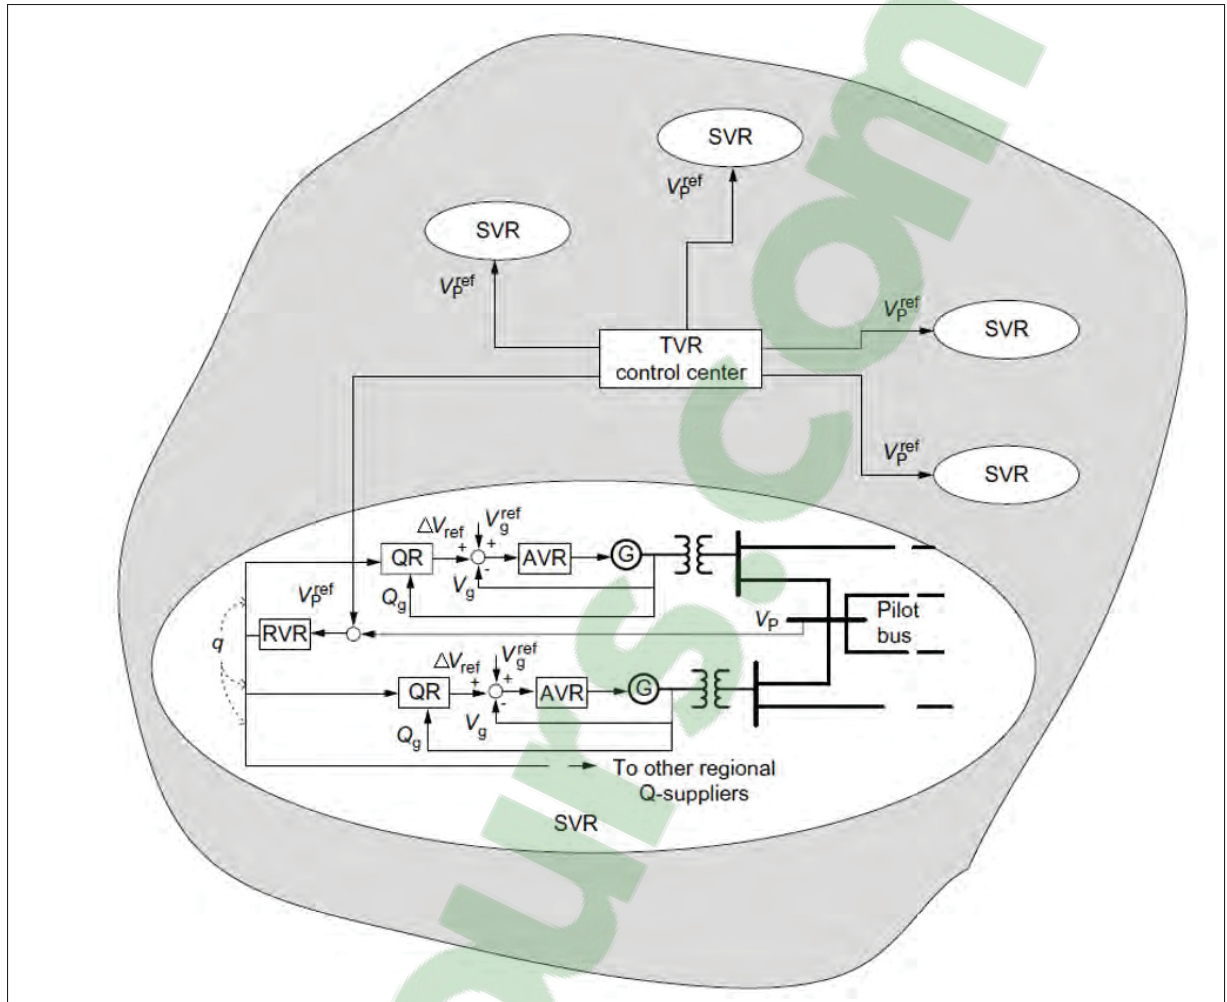 SVR
V_P^ref
SVR
V_P^ref
V_P^ref
SVR
TVR
control center
V_P^ref
SVR
ΔV_ref
V_g^ref
+
+
-
QR
AVR
G
V_g
Q_g
V_P^ref
V_P
Pilot
bus
q
RVR
ΔV_ref
V_g^ref
+
+
-
QR
AVR
G
V_g
Q_g
To other regional
Q-suppliers
SVR
ours.com